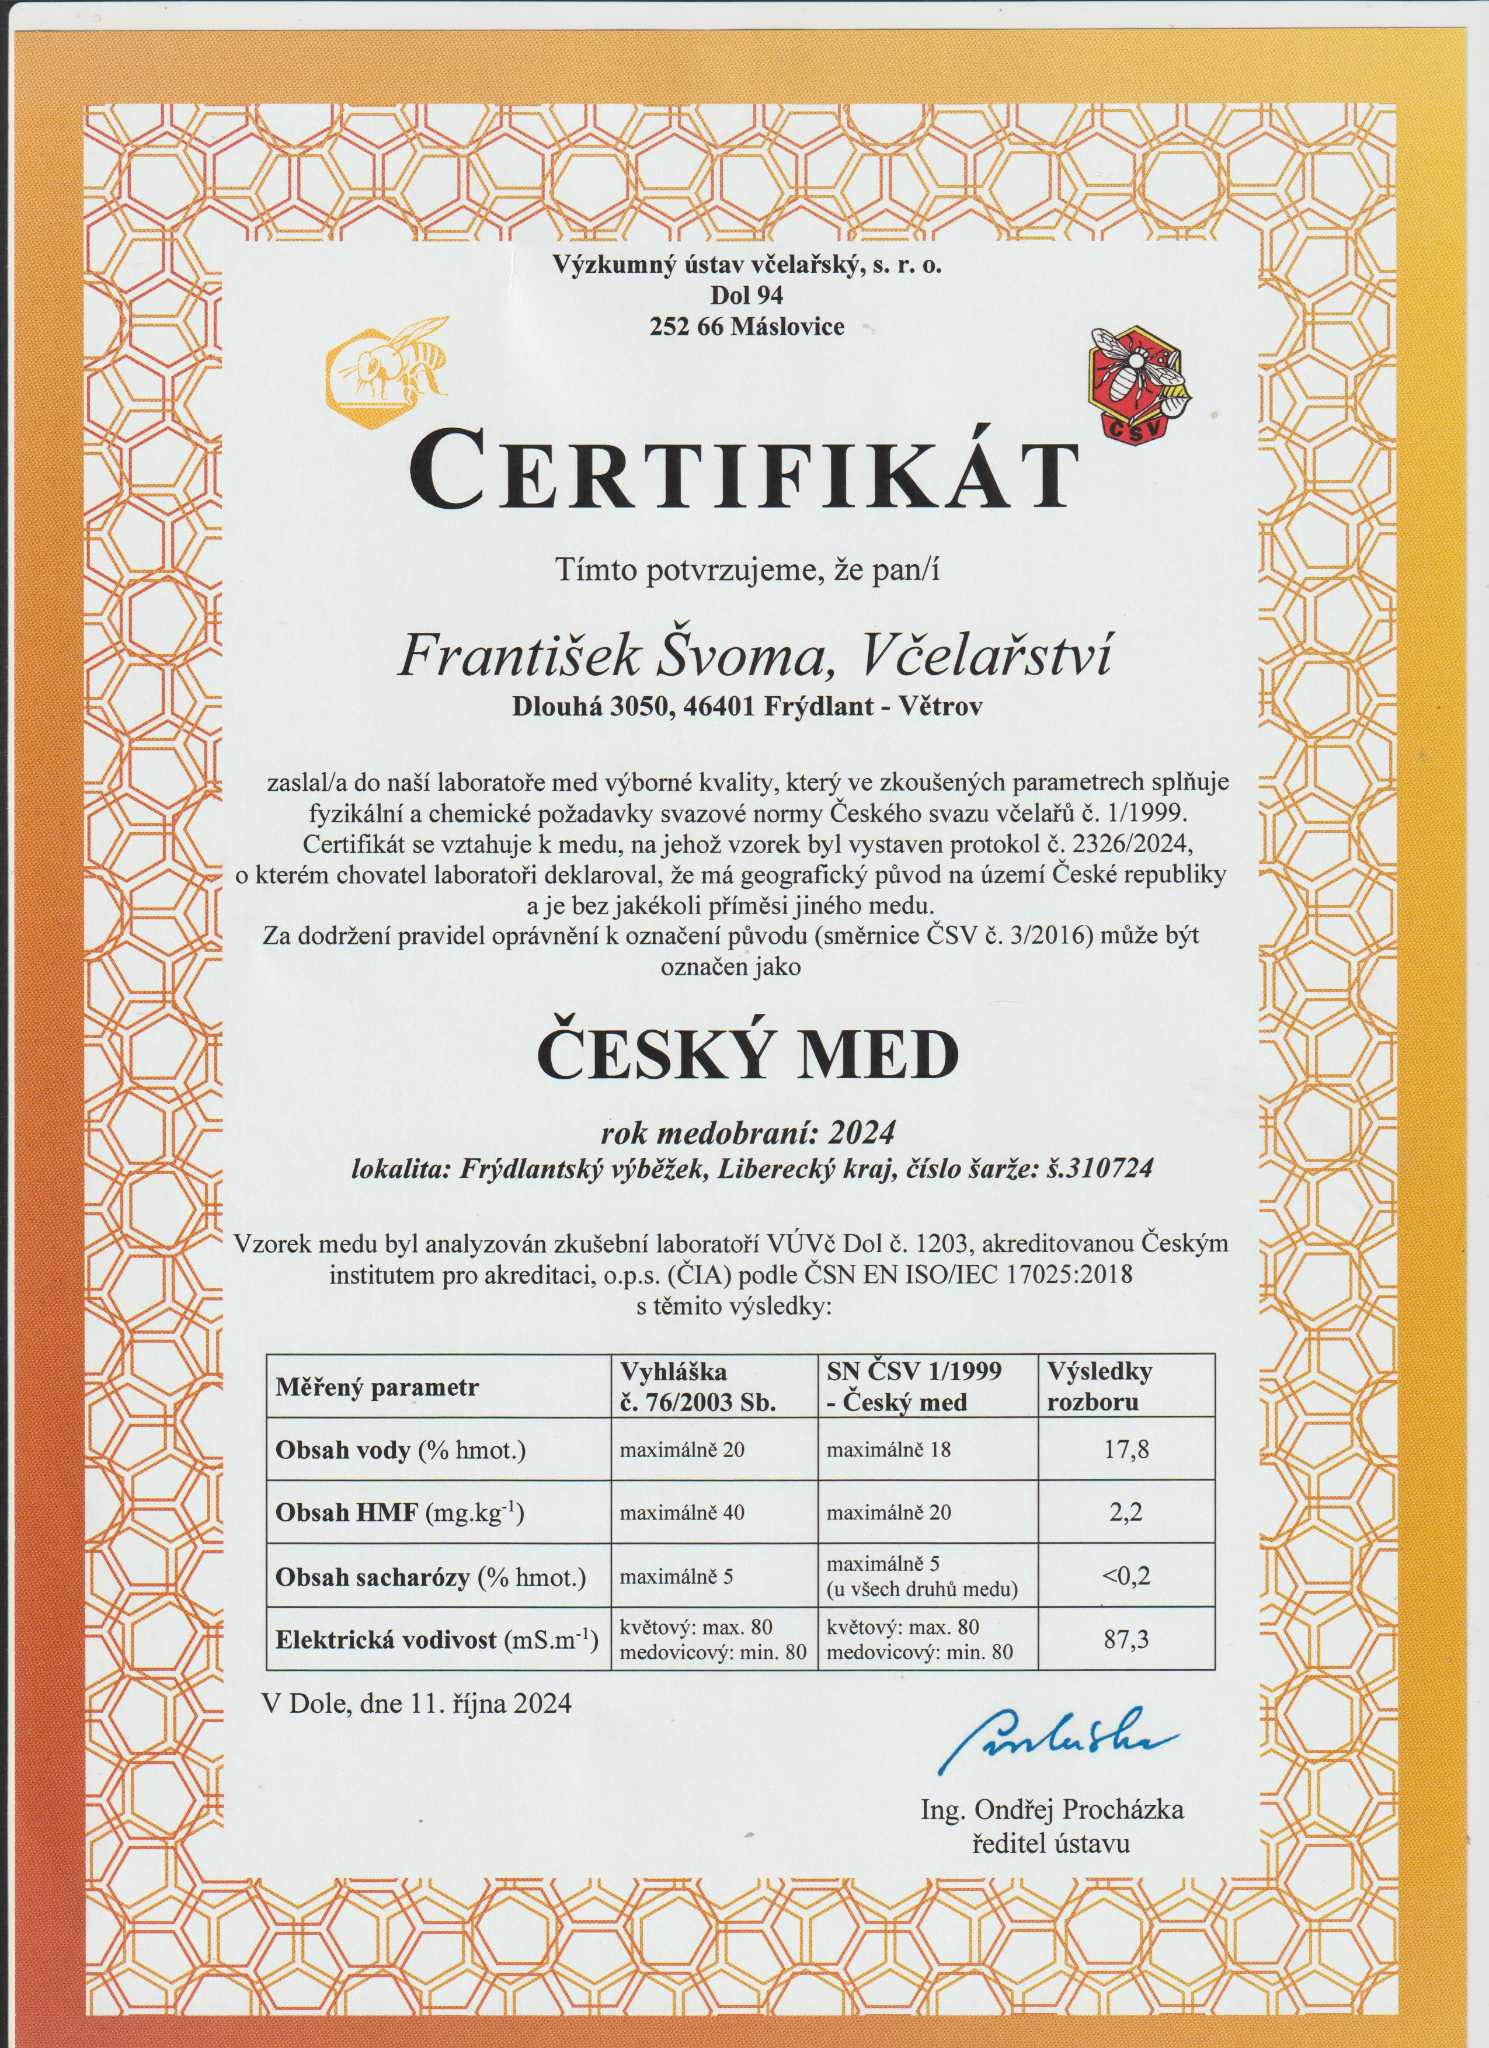 Výzkumný ústav včelařský, s. r. o.
Dol 94
252 66 Máslovice
ČSV
CERTIFIKÁT
Tímto potvrzujeme, že pan/í
František Švoma, Včelařství
Dlouhá 3050, 46401 Frýdlant - Větrov
zaslal/a do naší laboratoře med výborné kvality, který ve zkoušených parametrech splňuje
fyzikální a chemické požadavky svazové normy Českého svazu včelařů č. 1/1999.
Certifikát se vztahuje k medu, na jehož vzorek byl vystaven protokol č. 2326/2024,
o kterém chovatel laboratoři deklaroval, že má geografický původ na území České republiky
a je bez jakékoli příměsi jiného medu.
Za dodržení pravidel oprávnění k označení původu (směrnice ČSV č. 3/2016) může být
označen jako
ČESKÝ MED
rok medobraní: 2024
lokalita: Frýdlantský výběžek, Liberecký kraj, číslo šarže: š.310724
Vzorek medu byl analyzován zkušební laboratoří VÚVč Dol č. 1203, akreditovanou Českým
institutem pro akreditaci, o.p.s. (ČIA) podle ČSN EN ISO/IEC 17025:2018
s těmito výsledky:
Měřený parametr Vyhláška č. 76/2003 Sb. SN ČSV 1/1999 - Český med Výsledky rozboru
Obsah vody (% hmot.) maximálně 20 maximálně 18 17,8
Obsah HMF (mg.kg⁻¹) maximálně 40 maximálně 20 2,2
Obsah sacharózy (% hmot.) maximálně 5 maximálně 5 (u všech druhů medu) <0,2
Elektrická vodivost (mS.m⁻¹) květový: max. 80 medovicový: min. 80 květový: max. 80 medovicový: min. 80 87,3
V Dole, dne 11. října 2024
Ing. Ondřej Procházka
ředitel ústavu